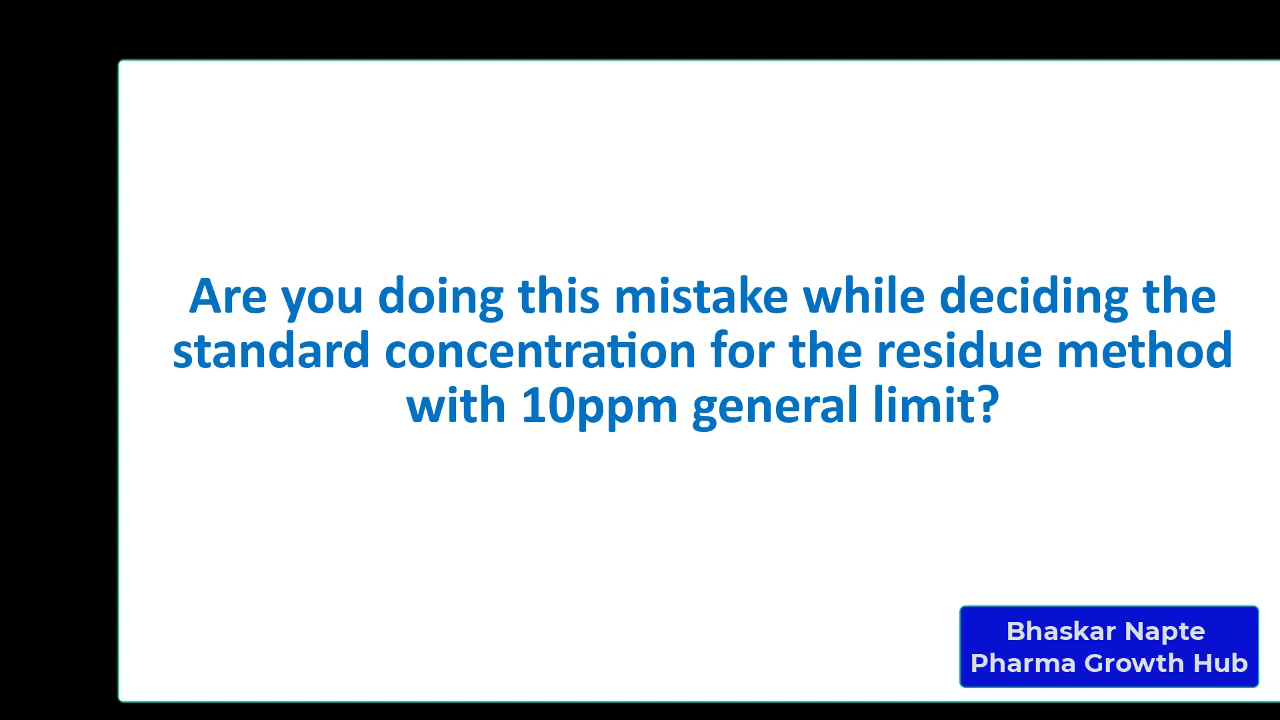 Are you doing this mistake while deciding the
standard concentration for the residue method
with 10ppm general limit?
Bhaskar Napte
Pharma Growth Hub